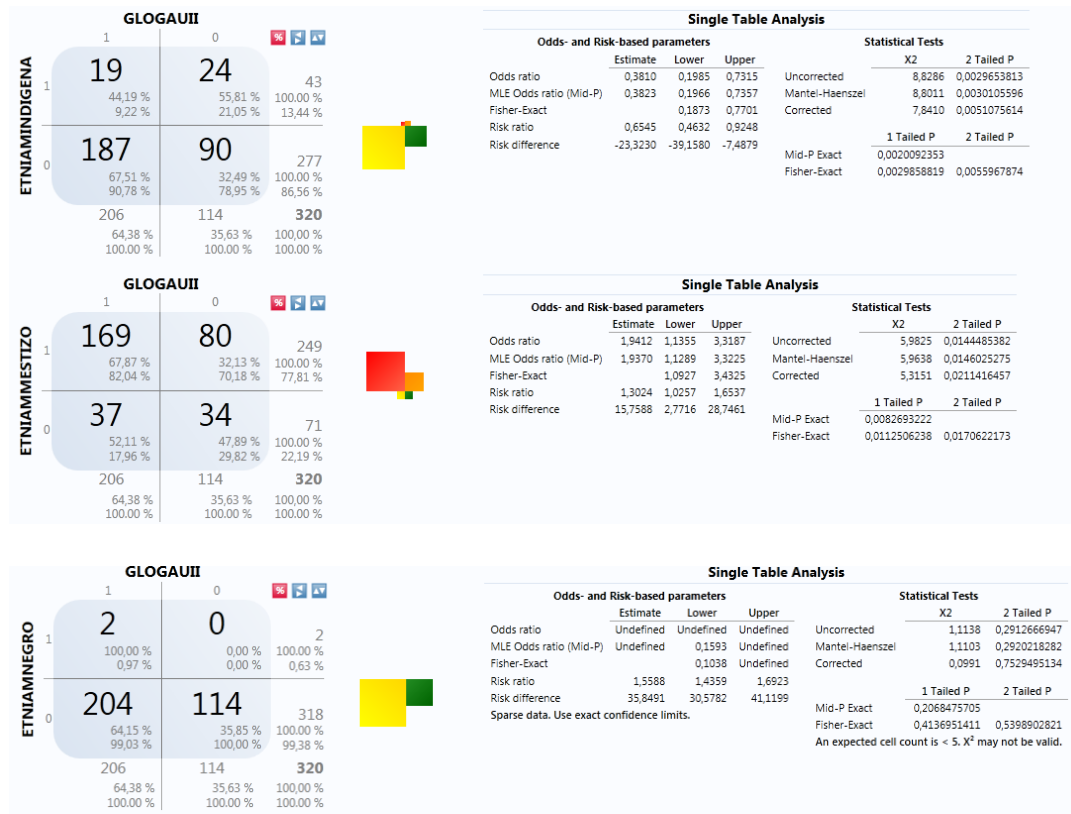 GLOGAUII
1 0 %
ETNIAMINDIGENA
1 19 24 43
44,19 % 55,81 % 100.00 %
9,22 % 21,05 % 13,44 %
0 187 90 277
67,51 % 32,49 % 100.00 %
90,78 % 78,95 % 86,56 %
206 114 320
64,38 % 35,63 % 100,00 %
100.00 % 100.00 % 100.00 %
Single Table Analysis
Odds- and Risk-based parameters
Estimate Lower Upper
Odds ratio 0,3810 0,1985 0,7315
MLE Odds ratio (Mid-P) 0,3823 0,1966 0,7357
Fisher-Exact 0,1873 0,7701
Risk ratio 0,6545 0,4632 0,9248
Risk difference -23,3230 -39,1580 -7,4879
Statistical Tests
X2 2 Tailed P
Uncorrected 8,8286 0,0029653813
Mantel-Haenszel 8,8011 0,0030105596
Corrected 7,8410 0,0051075614
1 Tailed P 2 Tailed P
Mid-P Exact 0,0020092353
Fisher-Exact 0,0029858819 0,0055967874
GLOGAUII
1 0 %
ETNIAMMESTIZO
1 169 80 249
67,87 % 32,13 % 100.00 %
82,04 % 70,18 % 77,81 %
0 37 34 71
52,11 % 47,89 % 100.00 %
17,96 % 29,82 % 22,19 %
206 114 320
64,38 % 35,63 % 100,00 %
100.00 % 100.00 % 100.00 %
Single Table Analysis
Odds- and Risk-based parameters
Estimate Lower Upper
Odds ratio 1,9412 1,1355 3,3187
MLE Odds ratio (Mid-P) 1,9370 1,1289 3,3225
Fisher-Exact 1,0927 3,4325
Risk ratio 1,3024 1,0257 1,6537
Risk difference 15,7588 2,7716 28,7461
Statistical Tests
X2 2 Tailed P
Uncorrected 5,9825 0,0144485382
Mantel-Haenszel 5,9638 0,0146025275
Corrected 5,3151 0,0211416457
1 Tailed P 2 Tailed P
Mid-P Exact 0,0082693222
Fisher-Exact 0,0112506238 0,0170622173
GLOGAUII
1 0 %
ETNIAMNEGRO
1 2 0 2
100,00 % 0,00 % 100.00 %
0,97 % 0,00 % 0,63 %
0 204 114 318
64,15 % 35,85 % 100.00 %
99,03 % 100,00 % 99,38 %
206 114 320
64,38 % 35,63 % 100,00 %
100.00 % 100.00 % 100.00 %
Single Table Analysis
Odds- and Risk-based parameters
Estimate Lower Upper
Odds ratio Undefined Undefined Undefined
MLE Odds ratio (Mid-P) Undefined 0,1593 Undefined
Fisher-Exact 0,1038 Undefined
Risk ratio 1,5588 1,4359 1,6923
Risk difference 35,8491 30,5782 41,1199
Sparse data. Use exact confidence limits.
Statistical Tests
X2 2 Tailed P
Uncorrected 1,1138 0,2912666947
Mantel-Haenszel 1,1103 0,2920218282
Corrected 0,0991 0,7529495134
1 Tailed P 2 Tailed P
Mid-P Exact 0,2068475705
Fisher-Exact 0,4136951411 0,5398902821
An expected cell count is < 5. X² may not be valid.